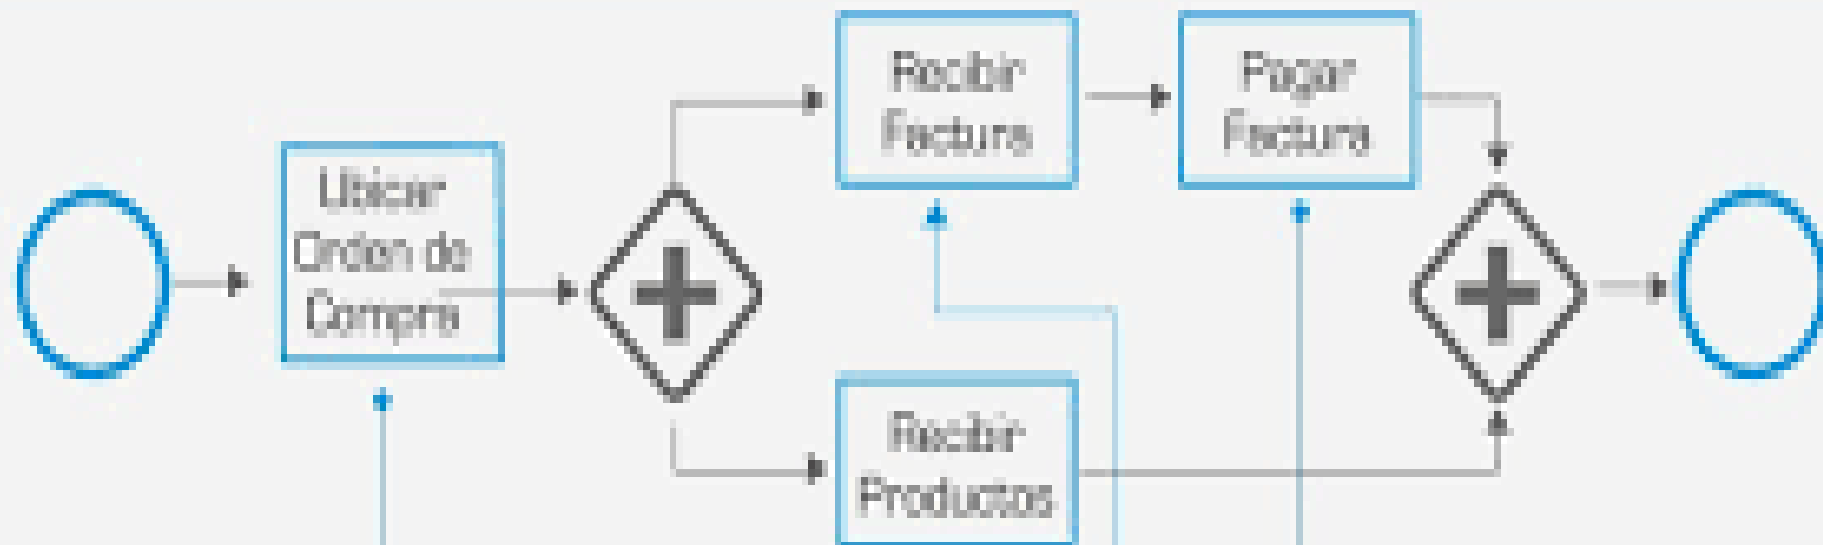 Ubicar
Orden de
Compra
Recibir
Factura
Pagar
Factura
Recibir
Productos